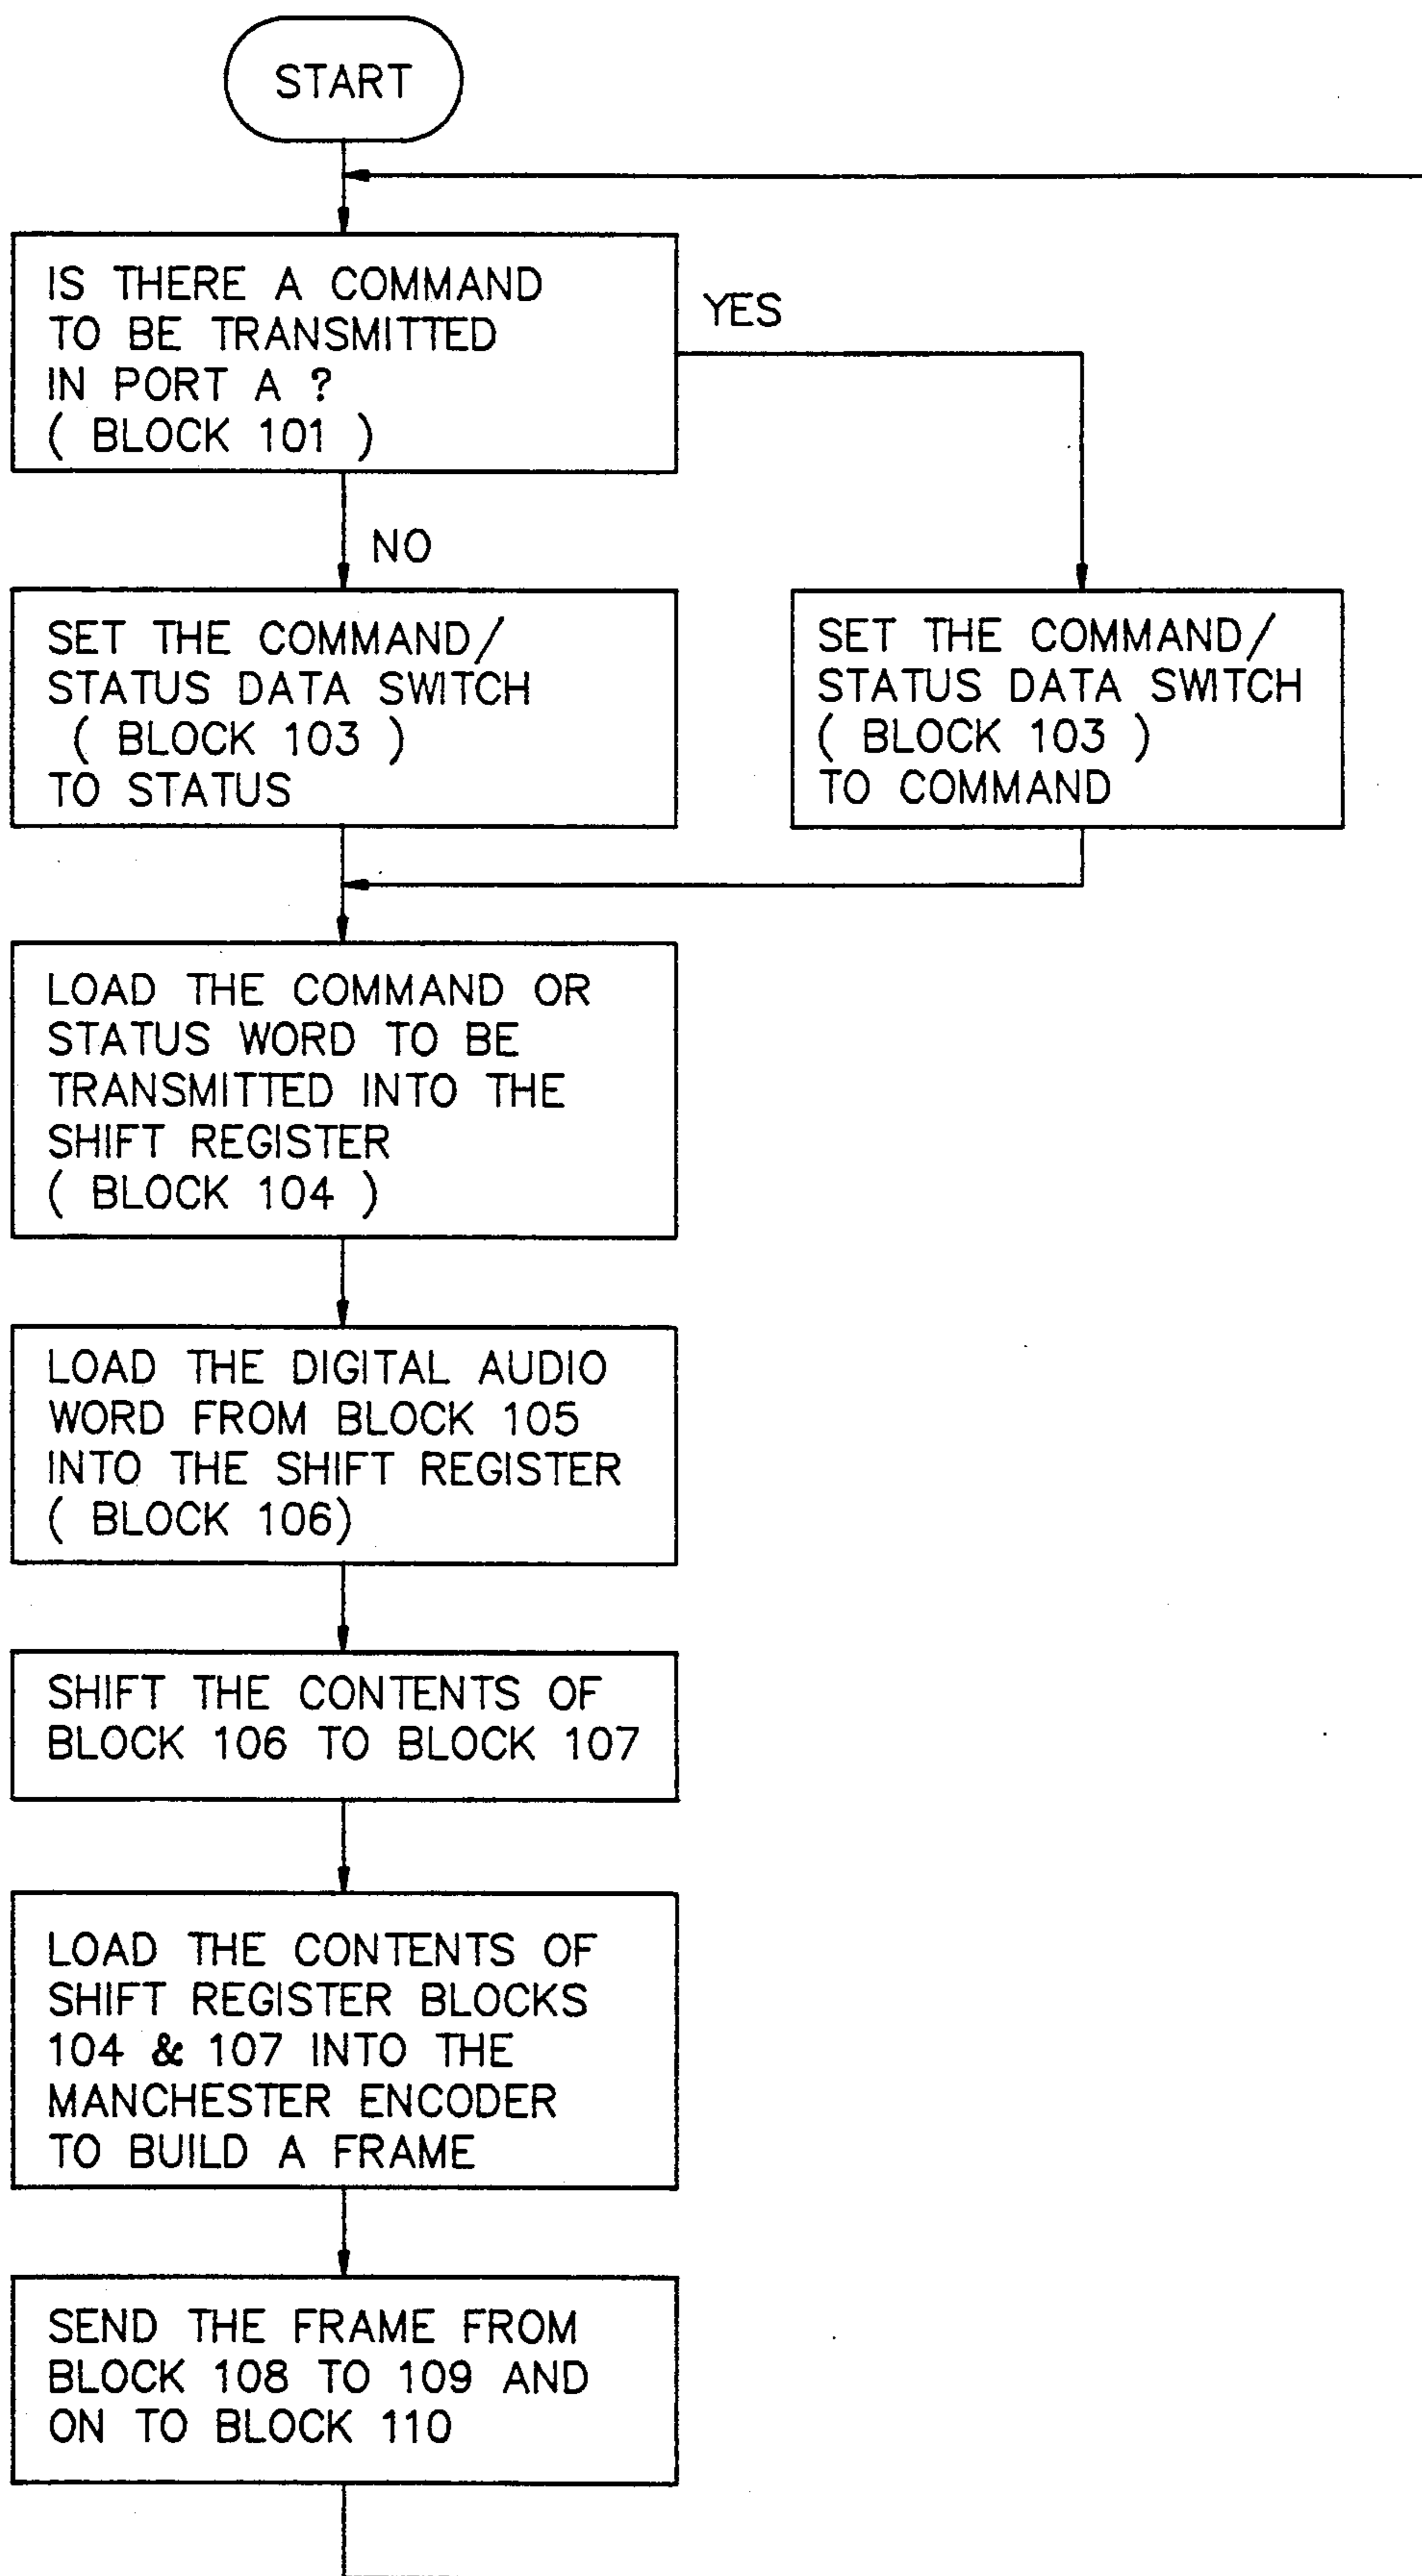 START
IS THERE A COMMAND
TO BE TRANSMITTED
IN PORT A ?
( BLOCK 101 )
YES
NO
SET THE COMMAND/
STATUS DATA SWITCH
( BLOCK 103 )
TO STATUS
SET THE COMMAND/
STATUS DATA SWITCH
( BLOCK 103 )
TO COMMAND
LOAD THE COMMAND OR
STATUS WORD TO BE
TRANSMITTED INTO THE
SHIFT REGISTER
( BLOCK 104 )
LOAD THE DIGITAL AUDIO
WORD FROM BLOCK 105
INTO THE SHIFT REGISTER
( BLOCK 106)
SHIFT THE CONTENTS OF
BLOCK 106 TO BLOCK 107
LOAD THE CONTENTS OF
SHIFT REGISTER BLOCKS
104 & 107 INTO THE
MANCHESTER ENCODER
TO BUILD A FRAME
SEND THE FRAME FROM
BLOCK 108 TO 109 AND
ON TO BLOCK 110